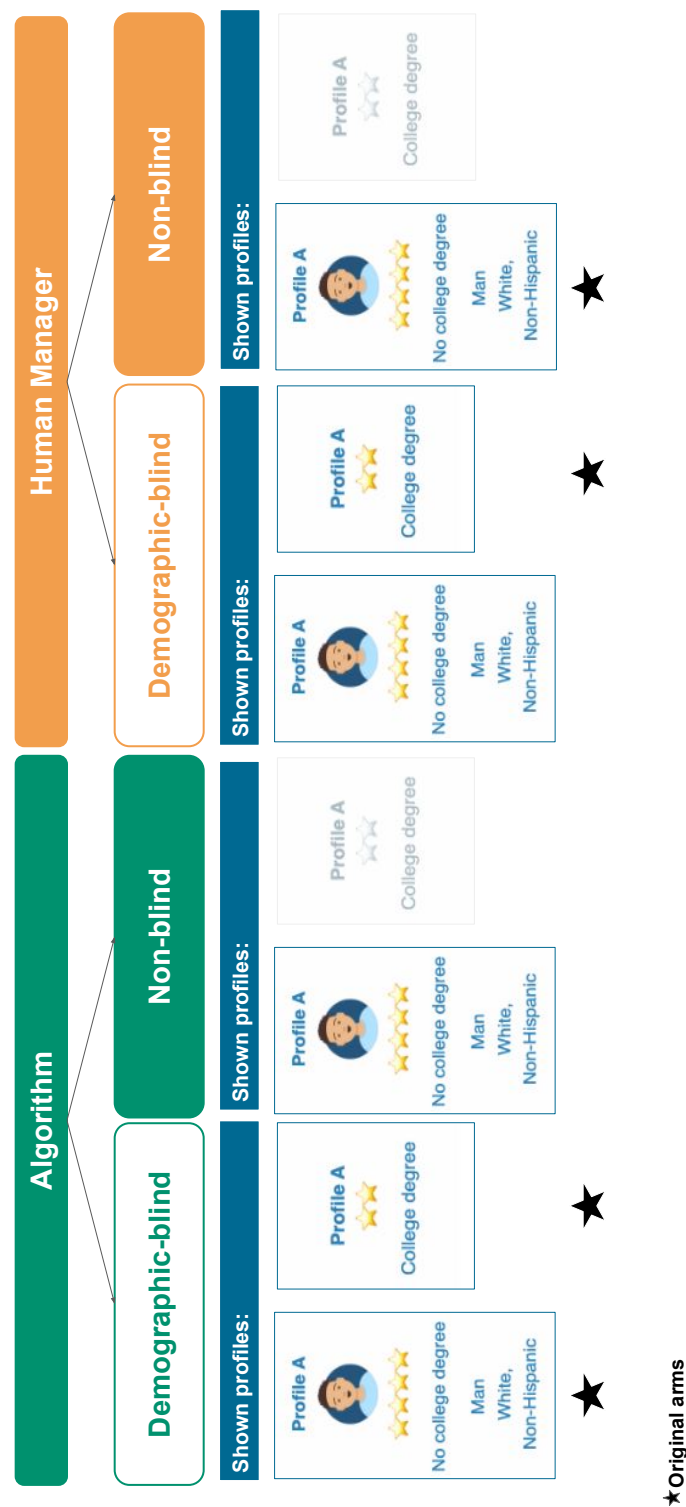 Algorithm
Human Manager
Demographic-blind
Non-blind
Demographic-blind
Non-blind
Shown profiles:
Shown profiles:
Shown profiles:
Shown profiles:
Profile A
No college degree
Man
White,
Non-Hispanic
Profile A
College degree
Profile A
No college degree
Man
White,
Non-Hispanic
Profile A
College degree
Profile A
No college degree
Man
White,
Non-Hispanic
Profile A
College degree
Profile A
No college degree
Man
White,
Non-Hispanic
Profile A
College degree
★Original arms